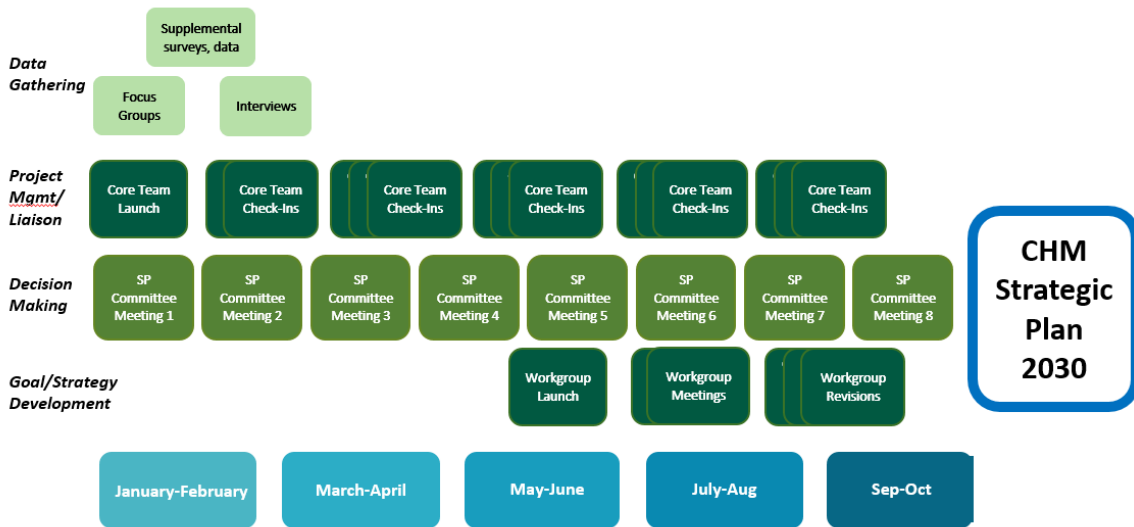 Supplemental
surveys, data
Data
Gathering
Focus
Groups
Interviews
Project
Mgmt/
Liaison
Core Team
Launch
Core Team
Check-Ins
Core Team
Check-Ins
Core Team
Check-Ins
Core Team
Check-Ins
Core Team
Check-Ins
Decision
Making
SP
Committee
Meeting 1
SP
Committee
Meeting 2
SP
Committee
Meeting 3
SP
Committee
Meeting 4
SP
Committee
Meeting 5
SP
Committee
Meeting 6
SP
Committee
Meeting 7
SP
Committee
Meeting 8
CHM
Strategic
Plan
2030
Goal/Strategy
Development
Workgroup
Launch
Workgroup
Meetings
Workgroup
Revisions
January-February
March-April
May-June
July-Aug
Sep-Oct